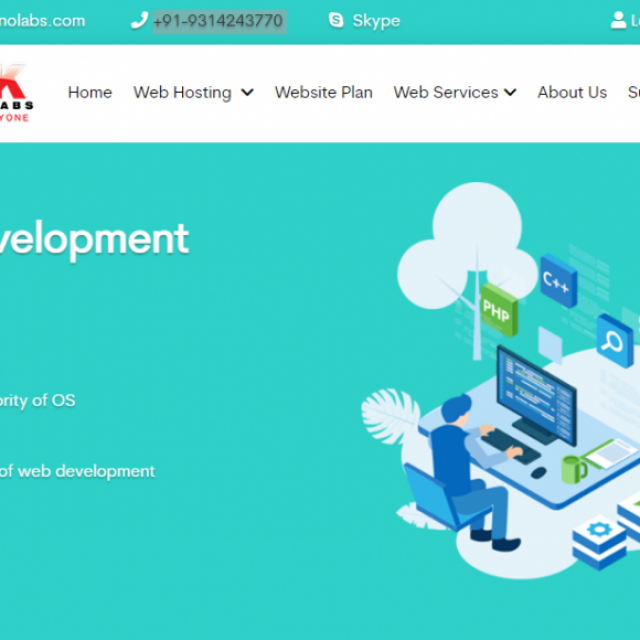 nolabs.com +91-9314243770 Skype
K
ABS
YONE
Home Web Hosting Website Plan Web Services About Us
velopment
PHP
C++
ority of OS
of web development